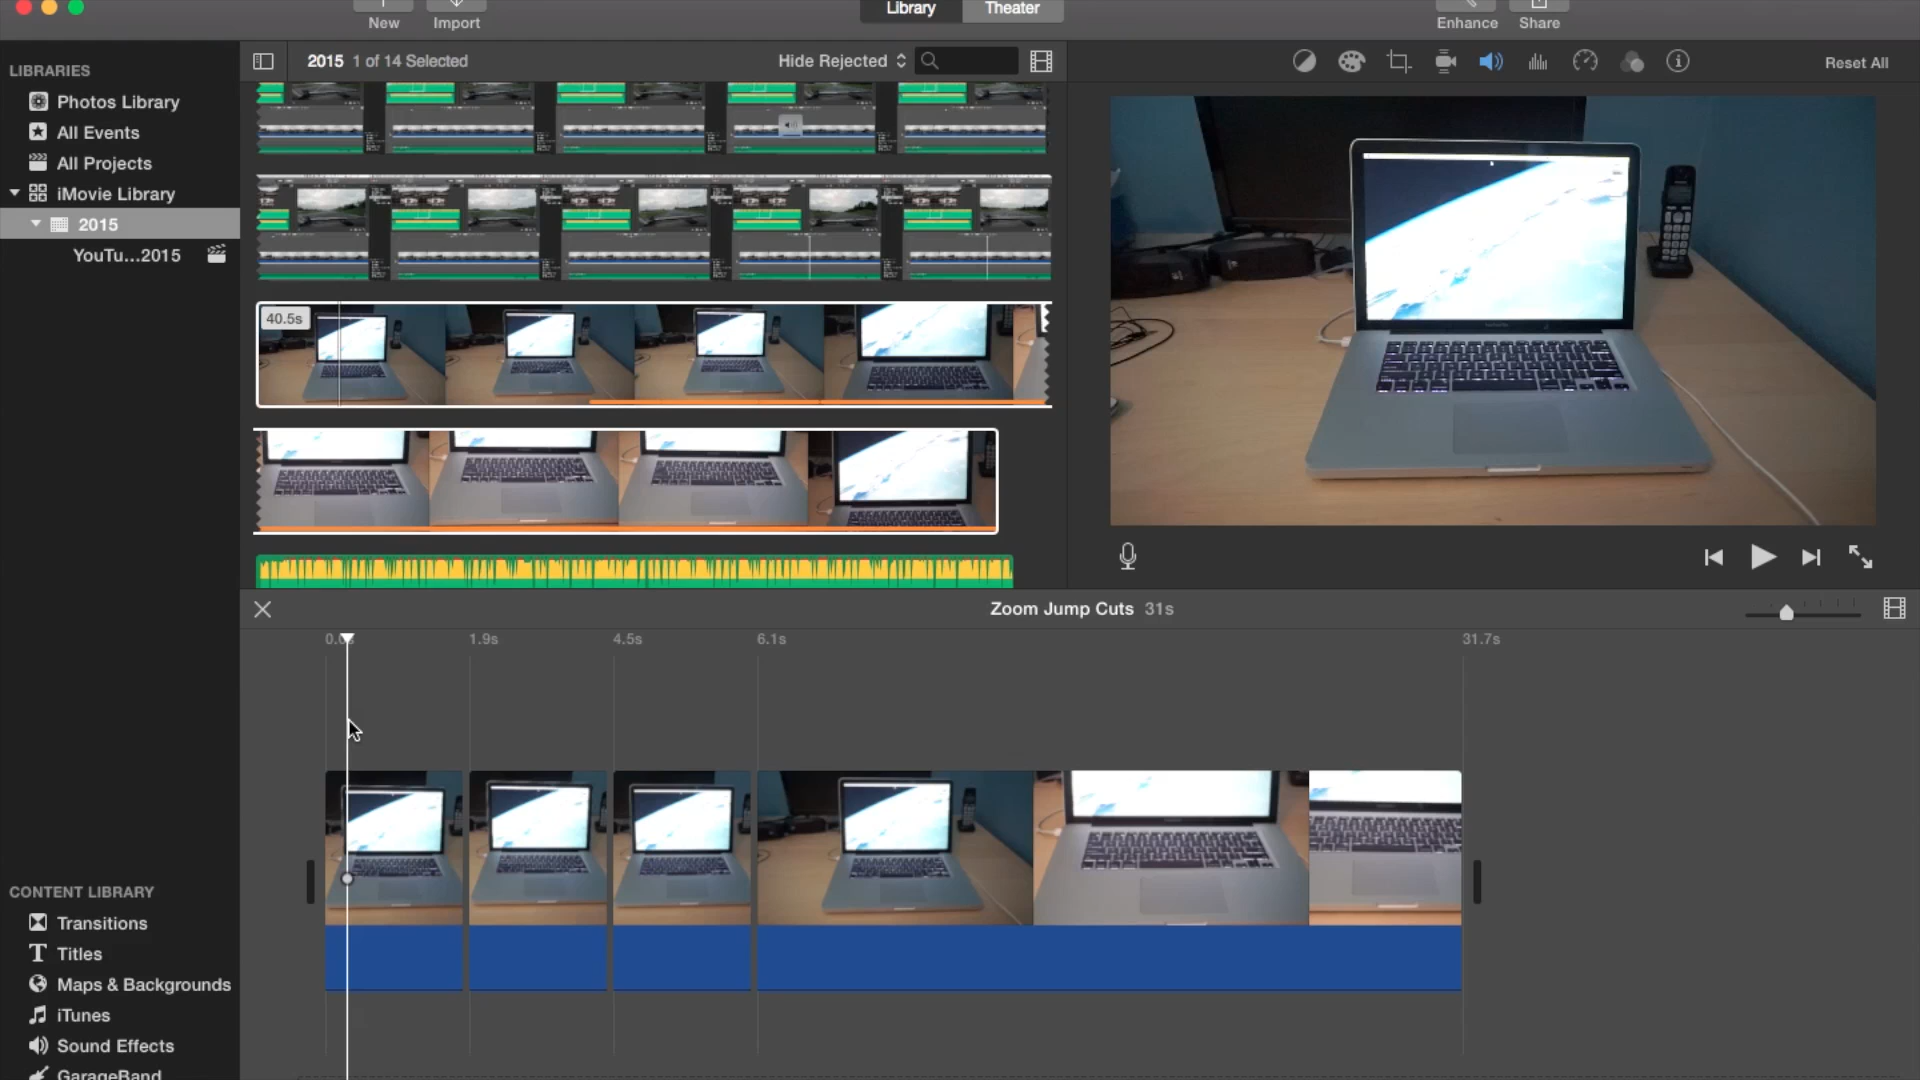 Library
Theater
New
Import
Enhance
Share
LIBRARIES
Photos Library
All Events
All Projects
iMovie Library
2015
YouTu...2015
2015 1 of 14 Selected
Hide Rejected
Reset All
40.5s
Zoom Jump Cuts 31s
1.9s
4.5s
6.1s
31.7s
CONTENT LIBRARY
Transitions
Titles
Maps & Backgrounds
iTunes
Sound Effects
GarageBand